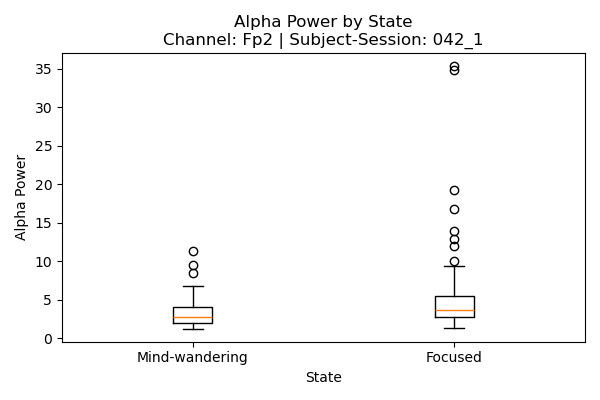 Alpha Power by State
Channel: Fp2 | Subject-Session: 042_1
Alpha Power
35
30
25
20
15
10
5
0
Mind-wandering
Focused
State